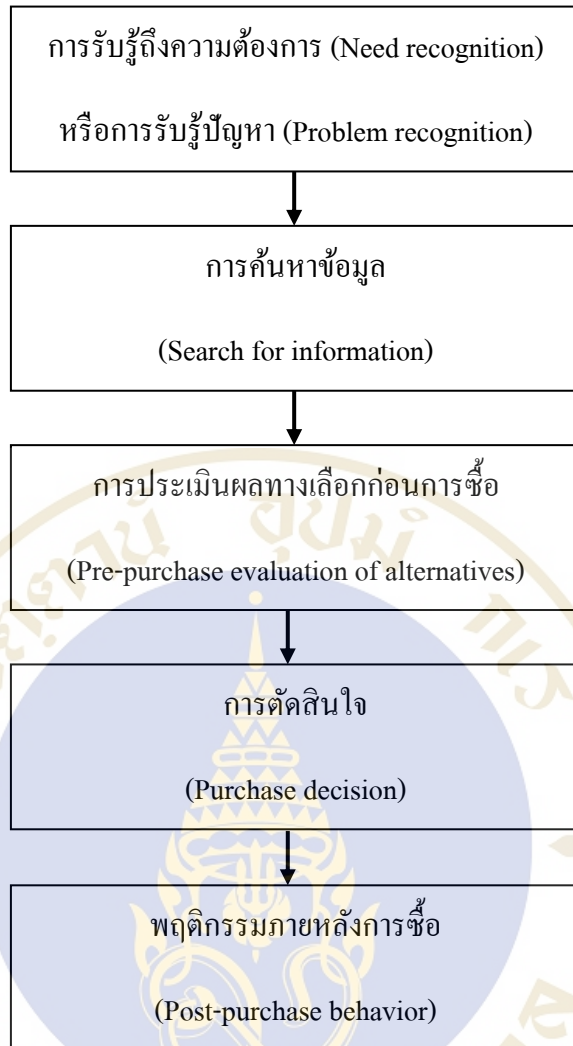 การรับรู้ถึงความต้องการ (Need recognition)
หรือการรับรู้ปัญหา (Problem recognition)
การค้นหาข้อมูล
(Search for information)
การประเมินผลทางเลือกก่อนการซื้อ
(Pre-purchase evaluation of alternatives)
การตัดสินใจ
(Purchase decision)
พฤติกรรมภายหลังการซื้อ
(Post-purchase behavior)